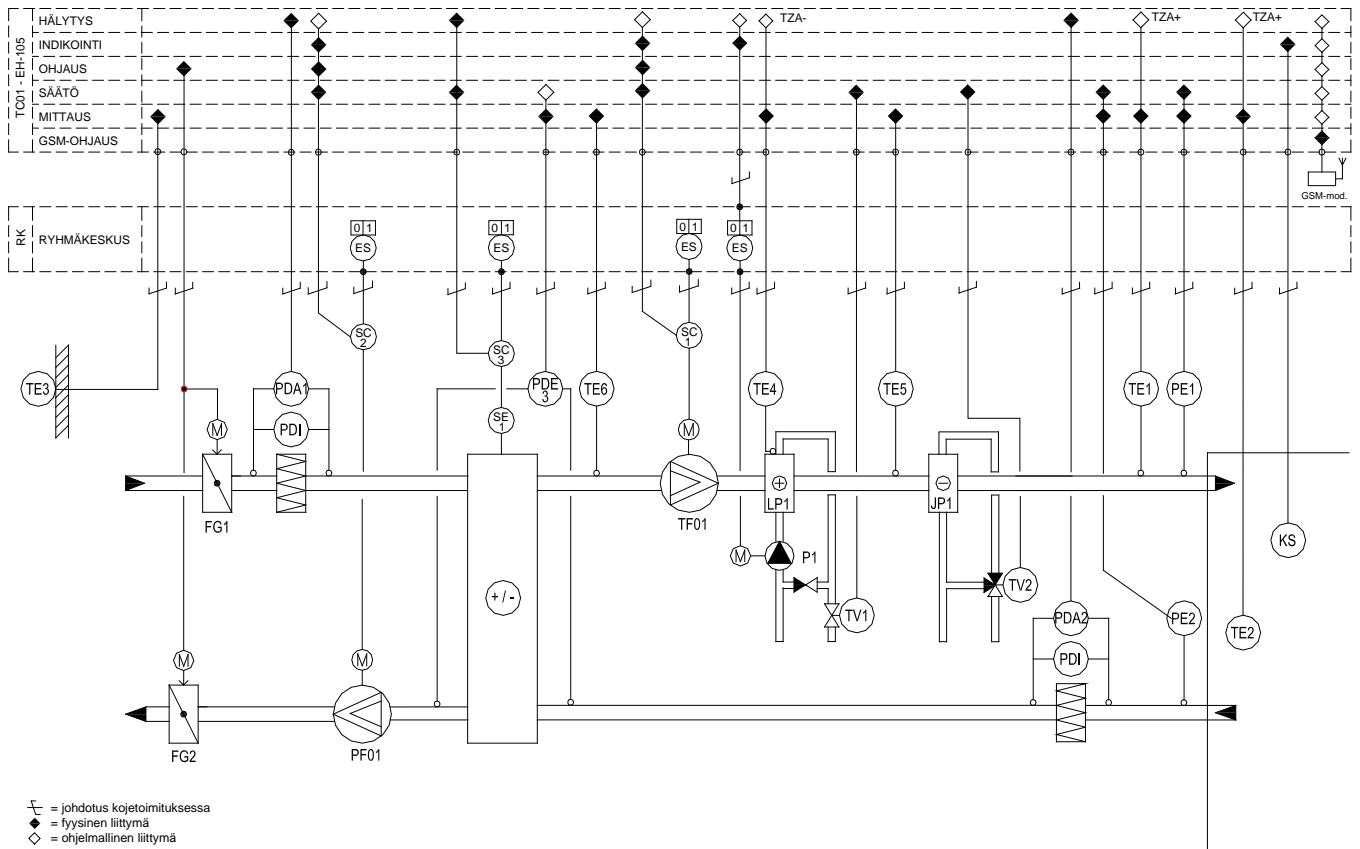 TC01 - EH-105
HÄLYTYS
TZA-
TZA+
TZA+
INDIKOINTI
OHJAUS
SÄÄTÖ
MITTAUS
GSM-OHJAUS
GSM-mod.
RK
RYHMÄKESKUS
0 1
ES
0 1
ES
0 1
ES
0 1
ES
SC
2
SC
3
SC
1
TE3
PDA1
PDE
3
TE6
TE4
TE5
TE1
PE1
SE
1
M
PDI
M
FG1
TF01
+
LP1
-
JP1
KS
M
P1
+ / -
TV1
TV2
PDA2
PE2
TE2
M
M
PDI
FG2
PF01
= johdotus kojetoimituksessa
= fyysinen liittymä
= ohjelmallinen liittymä